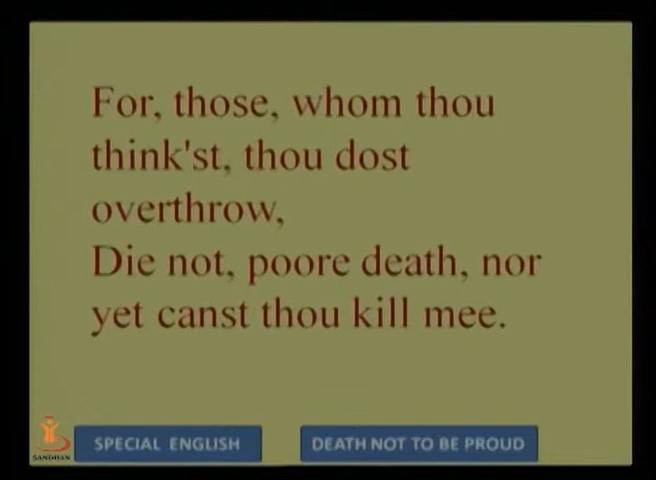 For, those, whom thou
think'st, thou dost
overthrow,
Die not, poore death, nor
yet canst thou kill mee.
SANDHAN
SPECIAL ENGLISH
DEATH NOT TO BE PROUD